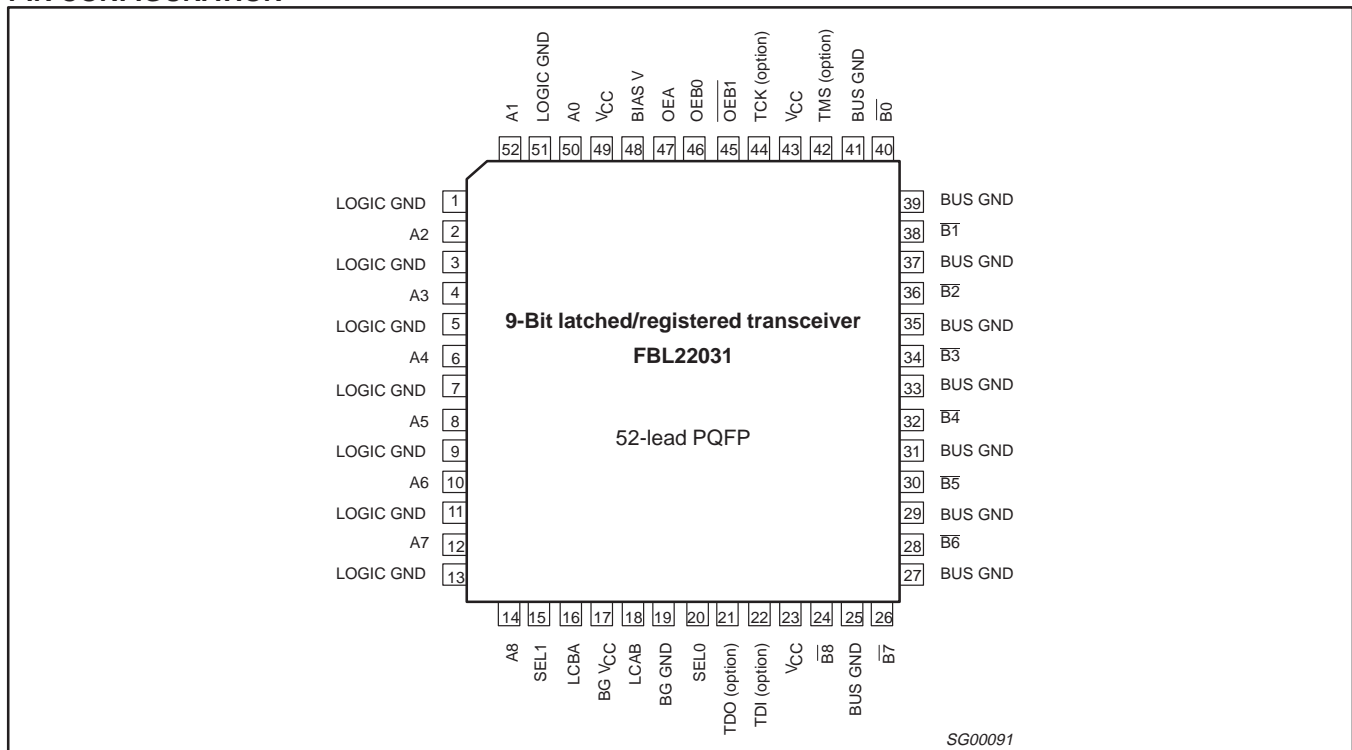 A1
LOGIC GND
A0
VCC
BIAS V
OEA
OEB0
OEB1
TCK (option)
VCC
TMS (option)
BUS GND
B0
52 51 50 49 48 47 46 45 44 43 42 41 40
LOGIC GND 1
A2 2
LOGIC GND 3
A3 4
LOGIC GND 5
A4 6
LOGIC GND 7
A5 8
LOGIC GND 9
A6 10
LOGIC GND 11
A7 12
LOGIC GND 13
9-Bit latched/registered transceiver
FBL22031
52-lead PQFP
39 BUS GND
38 B1
37 BUS GND
36 B2
35 BUS GND
34 B3
33 BUS GND
32 B4
31 BUS GND
30 B5
29 BUS GND
28 B6
27 BUS GND
14 15 16 17 18 19 20 21 22 23 24 25 26
A8
SEL1
LCBA
BG VCC
LCAB
BG GND
SEL0
TDO (option)
TDI (option)
VCC
B8
BUS GND
B7
SG00091